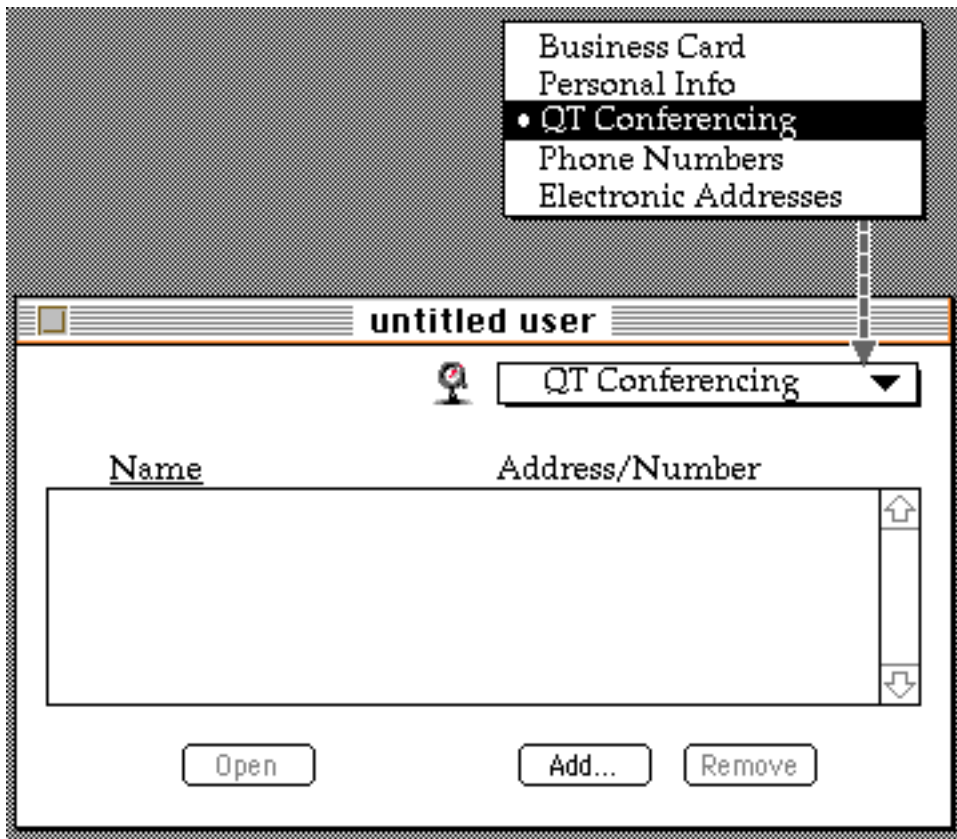 Business Card
Personal Info
• QT Conferencing
Phone Numbers
Electronic Addresses
untitled user
QT Conferencing
Name Address/Number
Open Add... Remove